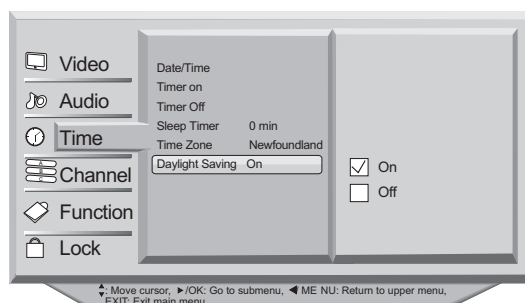 Video
Audio
Time
Channel
Function
Lock
Date/Time
Timer on
Timer Off
Sleep Timer 0 min
Time Zone Newfoundland
Daylight Saving On
On
Off
: Move cursor, ►/OK: Go to submenu, ◄ ME NU: Return to upper menu,
EXIT: Exit main menu